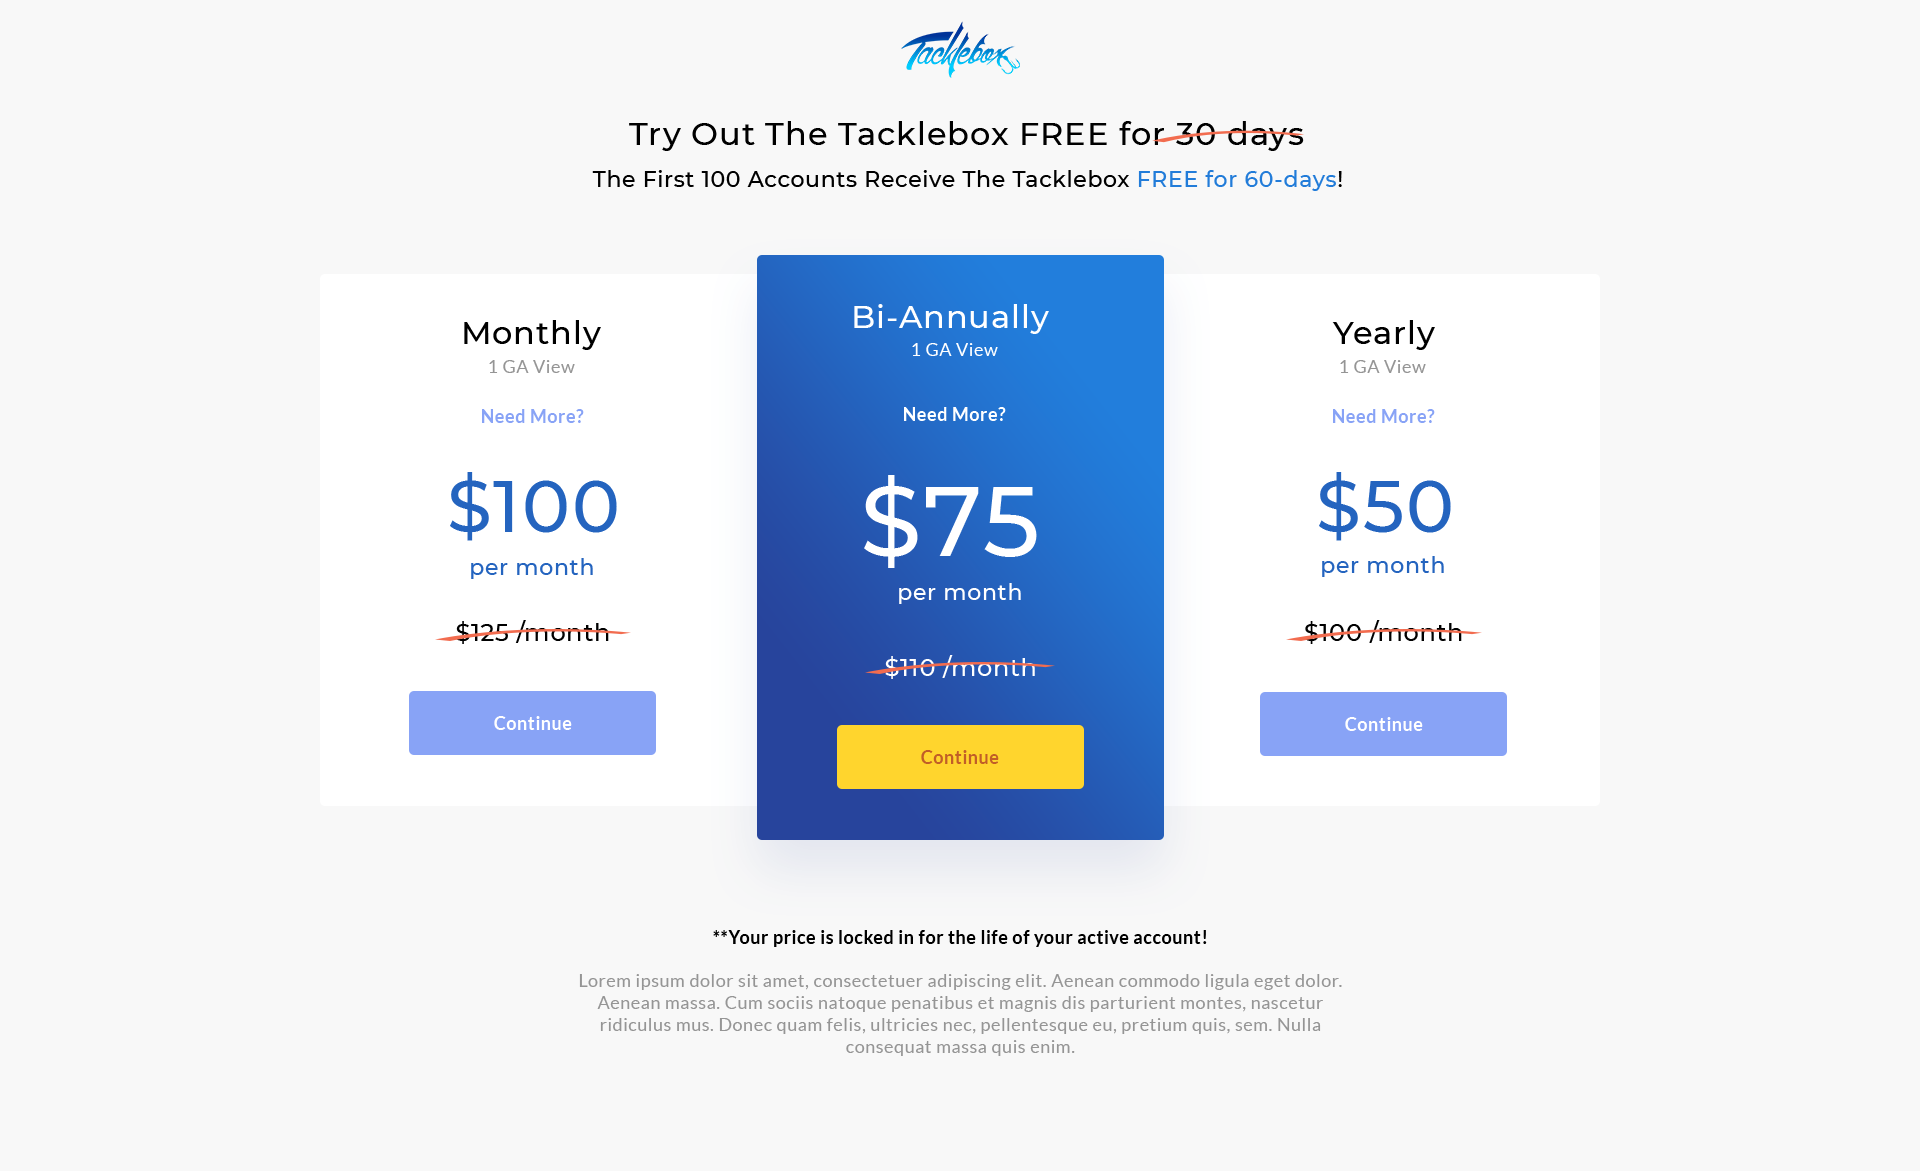 Tacklebox
Try Out The Tacklebox FREE for 30 days
The First 100 Accounts Receive The Tacklebox FREE for 60-days!
Monthly
1 GA View
Need More?
$100
per month
$125 /month
Continue
Bi-Annually
1 GA View
Need More?
$75
per month
$110 /month
Continue
Yearly
1 GA View
Need More?
$50
per month
$100 /month
Continue
**Your price is locked in for the life of your active account!
Lorem ipsum dolor sit amet, consectetuer adipiscing elit. Aenean commodo ligula eget dolor.
Aenean massa. Cum sociis natoque penatibus et magnis dis parturient montes, nascetur
ridiculus mus. Donec quam felis, ultricies nec, pellentesque eu, pretium quis, sem. Nulla
consequat massa quis enim.